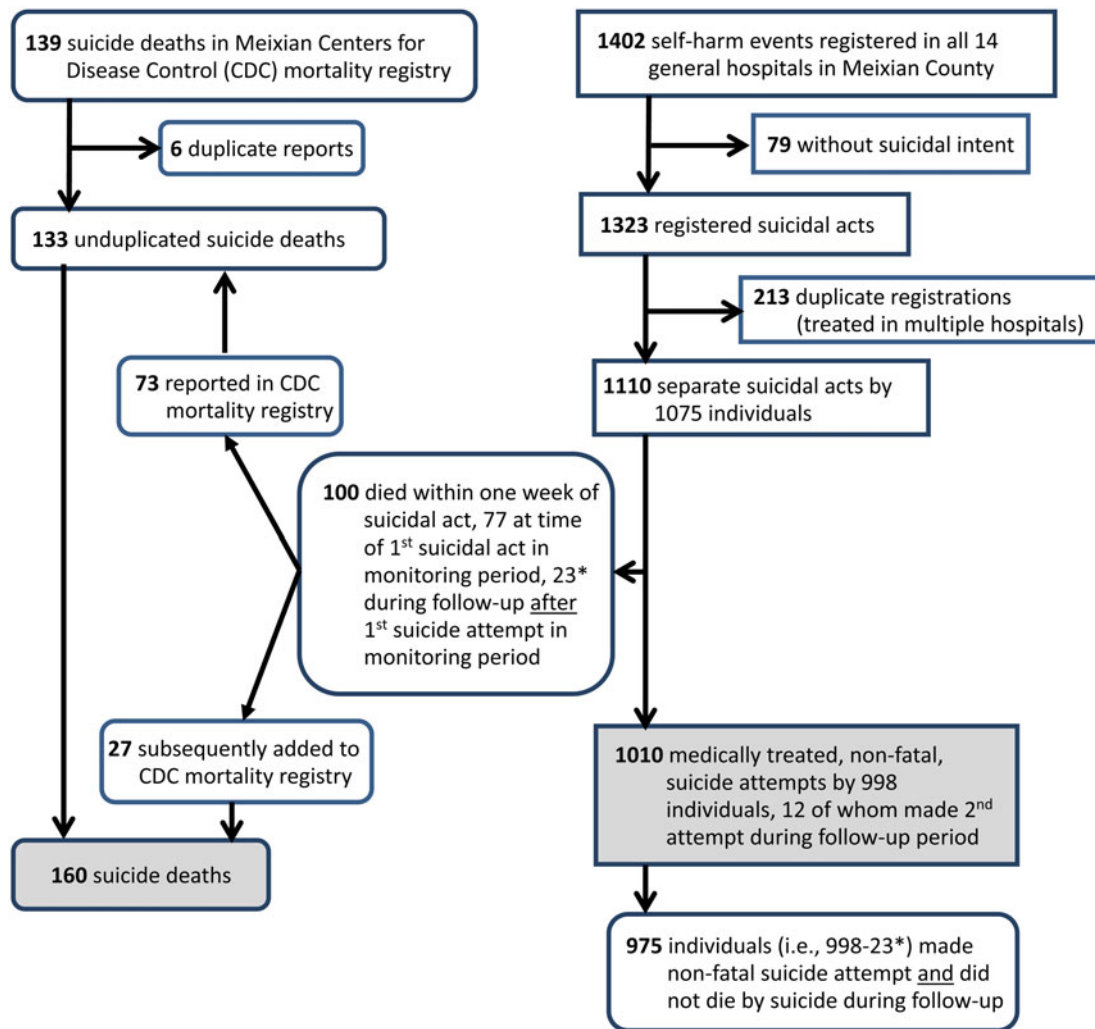 139 suicide deaths in Meixian Centers for
Disease Control (CDC) mortality registry
6 duplicate reports
133 unduplicated suicide deaths
73 reported in CDC
mortality registry
1402 self-harm events registered in all 14
general hospitals in Meixian County
79 without suicidal intent
1323 registered suicidal acts
213 duplicate registrations
(treated in multiple hospitals)
1110 separate suicidal acts by
1075 individuals
100 died within one week of
suicidal act, 77 at time
of 1st suicidal act in
monitoring period, 23*
during follow-up after
1st suicide attempt in
monitoring period
27 subsequently added to
CDC mortality registry
160 suicide deaths
1010 medically treated, non-fatal,
suicide attempts by 998
individuals, 12 of whom made 2nd
attempt during follow-up period
975 individuals (i.e., 998-23*) made
non-fatal suicide attempt and did
not die by suicide during follow-up